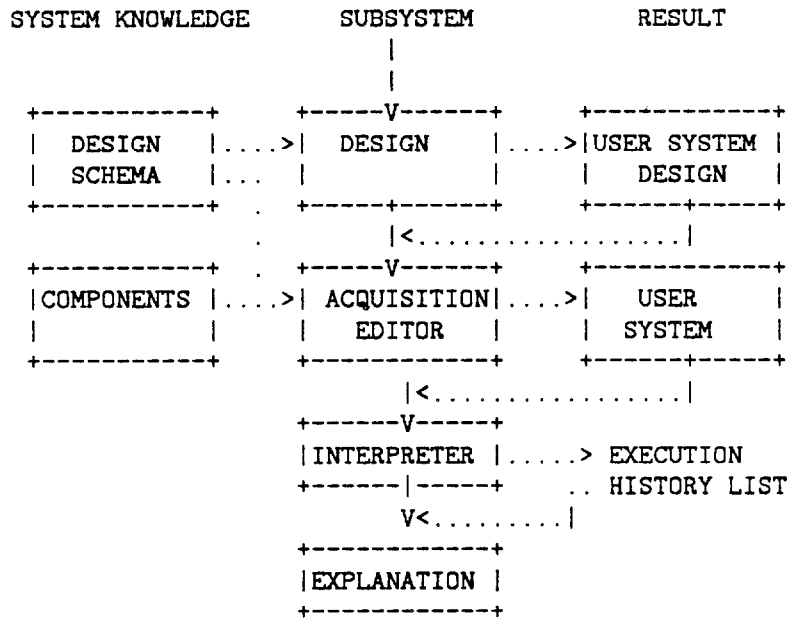 SYSTEM KNOWLEDGE SUBSYSTEM RESULT
DESIGN DESIGN USER SYSTEM
SCHEMA DESIGN
COMPONENTS ACQUISITION USER
EDITOR SYSTEM
INTERPRETER EXECUTION
HISTORY LIST
EXPLANATION